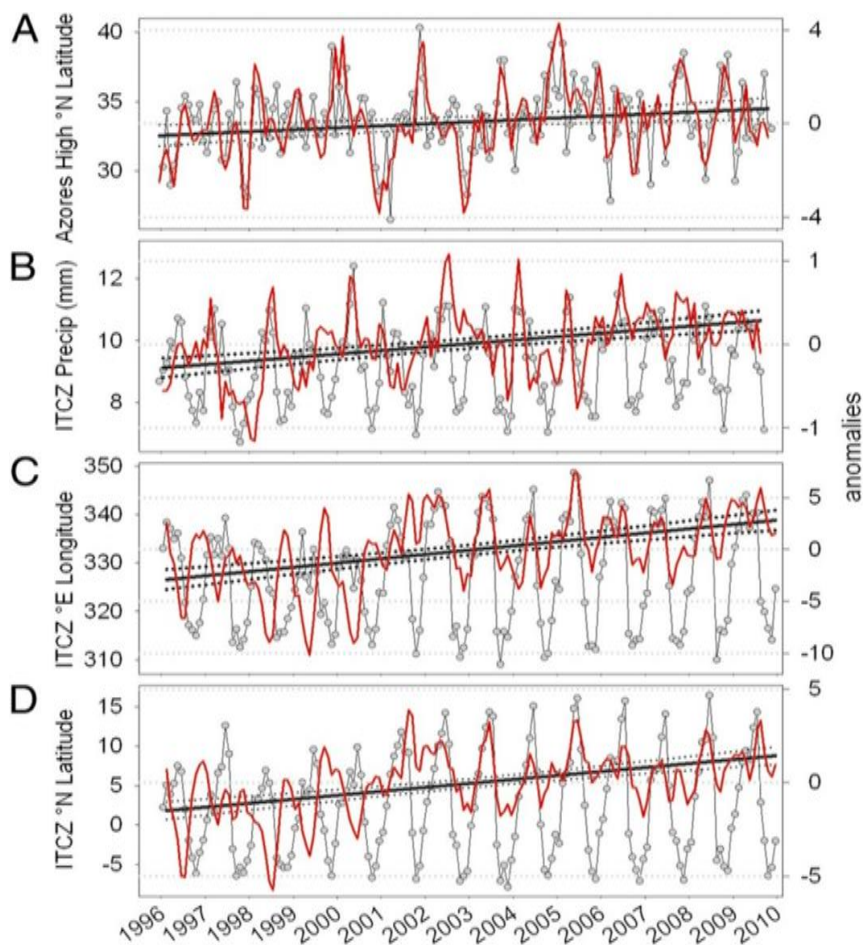 A
Azores High °N Latitude
40
35
30
4
0
-4
B
ITCZ Precip (mm)
12
10
8
1
0
-1
C
ITCZ °E Longitude
350
340
330
320
310
5
0
-5
-10
D
ITCZ °N Latitude
15
10
5
0
-5
5
0
-5
anomalies
1996 1997 1998 1999 2000 2001 2002 2003 2004 2005 2006 2007 2008 2009 2010